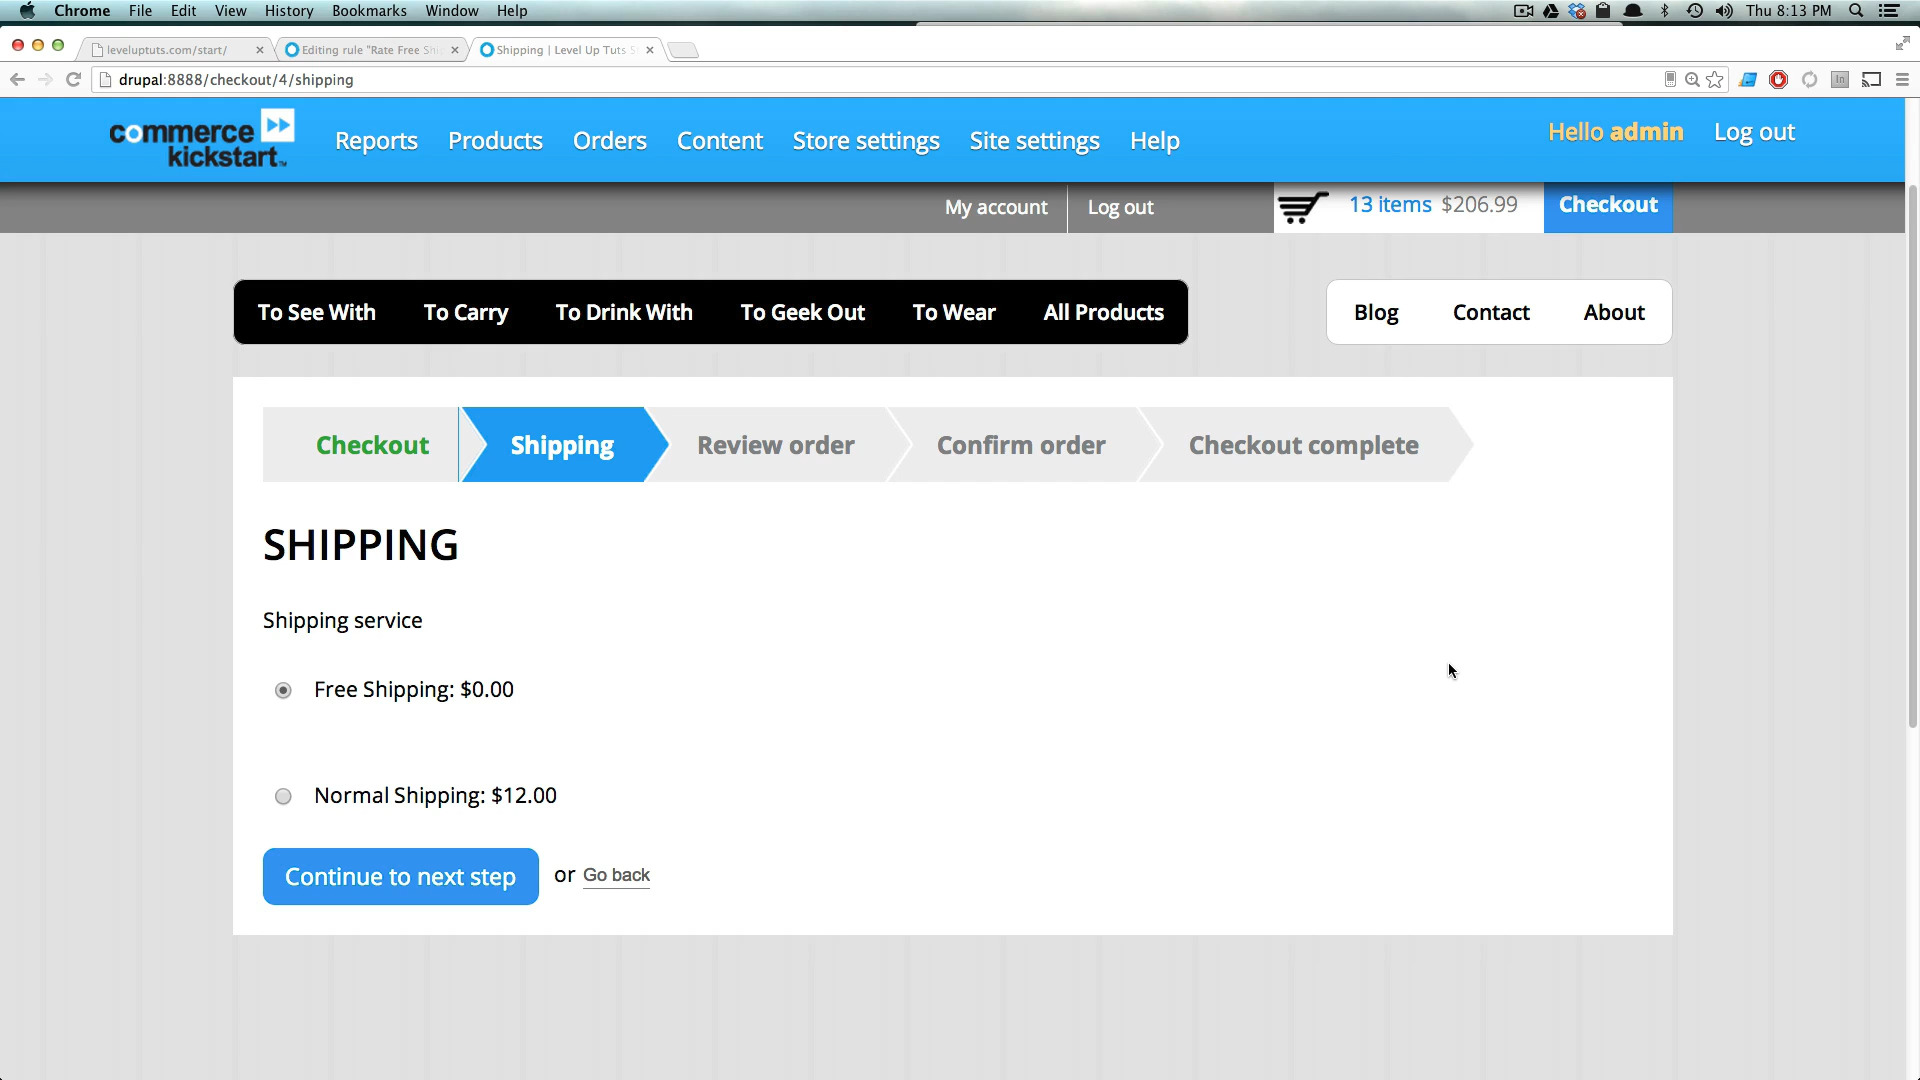 Chrome File Edit View History Bookmarks Window Help Thu 8:13 PM
leveluptuts.com/start/ Editing rule "Rate Free Shi Shipping | Level Up Tuts S
drupal:8888/checkout/4/shipping
commerce
kickstart
Reports Products Orders Content Store settings Site settings Help Hello admin Log out
My account Log out 13 items $206.99 Checkout
To See With To Carry To Drink With To Geek Out To Wear All Products Blog Contact About
Checkout Shipping Review order Confirm order Checkout complete
SHIPPING
Shipping service
Free Shipping: $0.00
Normal Shipping: $12.00
Continue to next step or Go back